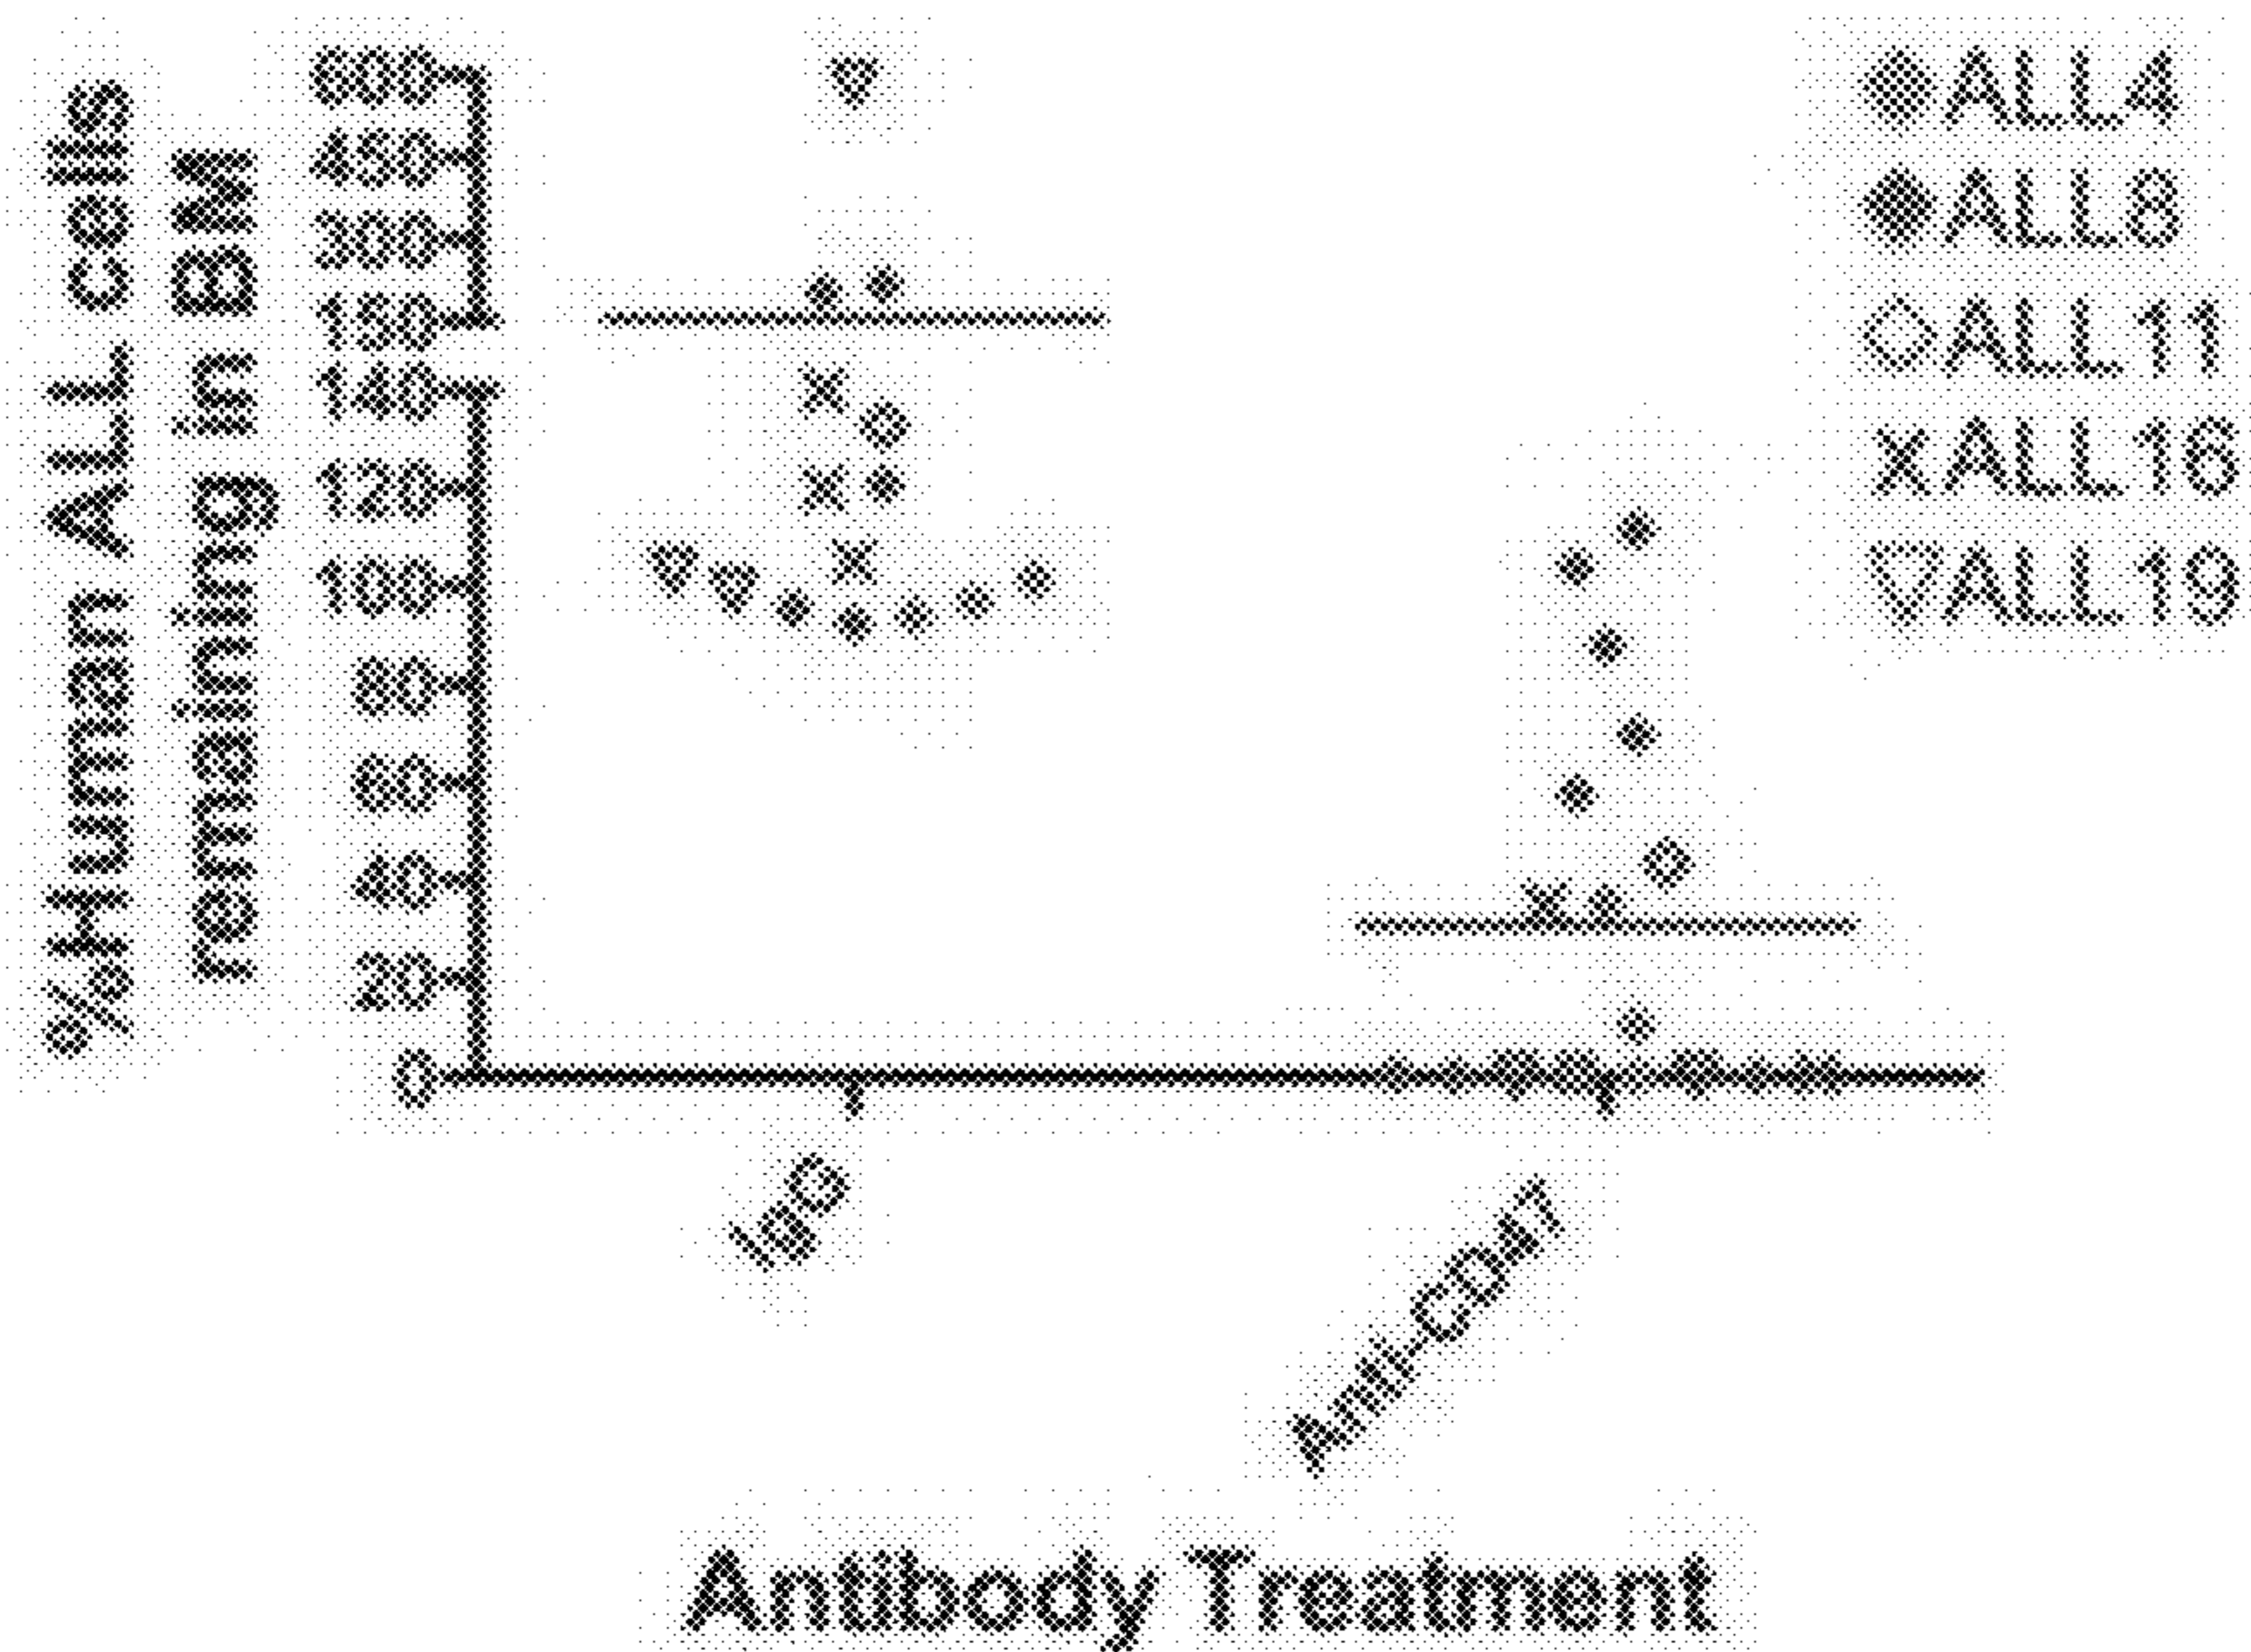 %Human ALL cells
remaining in BM
600
450
300
150
140
120
100
80
60
40
20
0
ALL4
ALL8
ALL11
ALL16
ALL19
IgG
Anti-CD47
Antibody Treatment